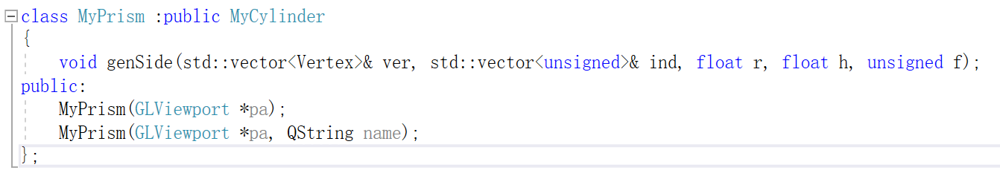 class MyPrism :public MyCylinder
{
    void genSide(std::vector<Vertex>& ver, std::vector<unsigned>& ind, float r, float h, unsigned f);
public:
    MyPrism(GLViewport *pa);
    MyPrism(GLViewport *pa, QString name);
};